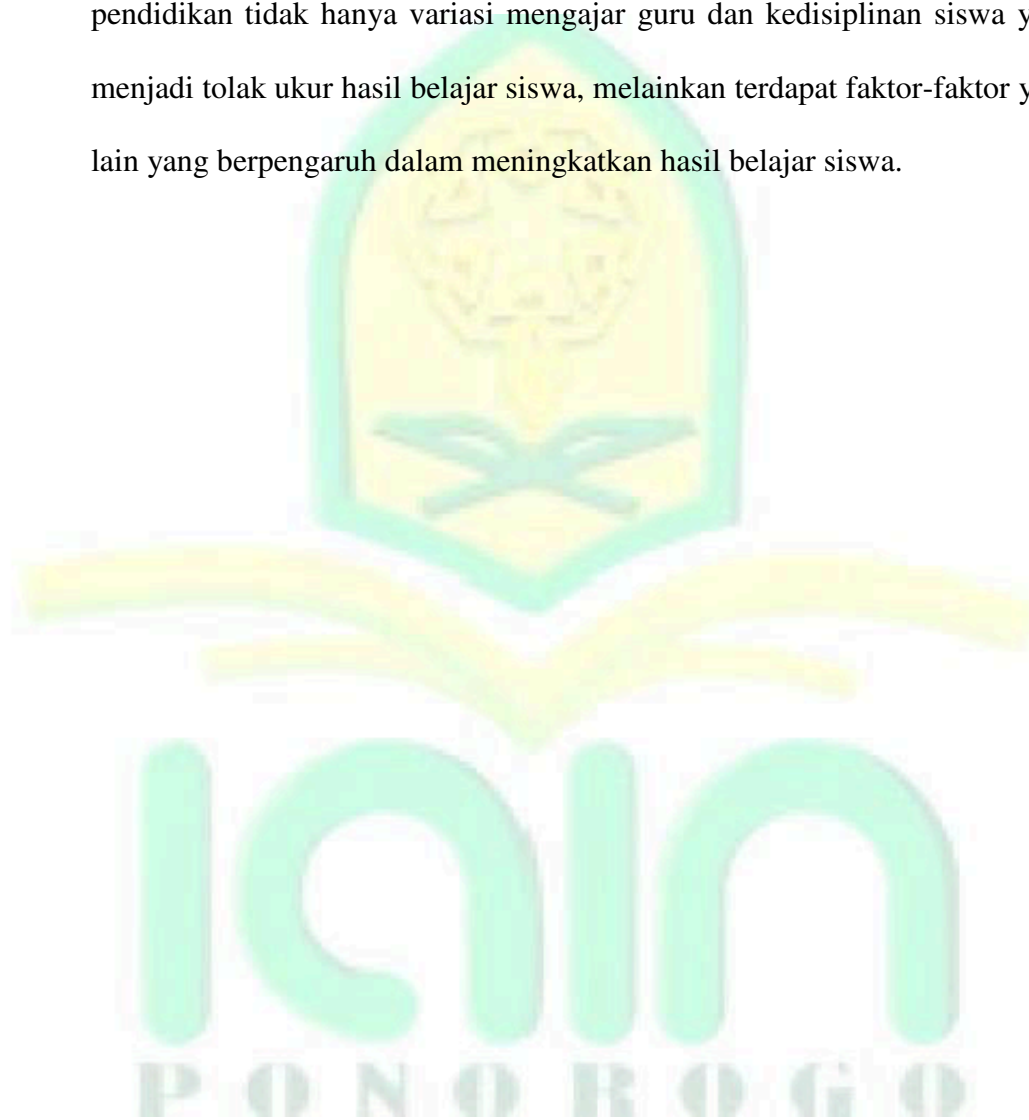 pendidikan tidak hanya variasi mengajar guru dan kedisiplinan siswa y
menjadi tolak ukur hasil belajar siswa, melainkan terdapat faktor-faktor y
lain yang berpengaruh dalam meningkatkan hasil belajar siswa.
iain
PONOROGO